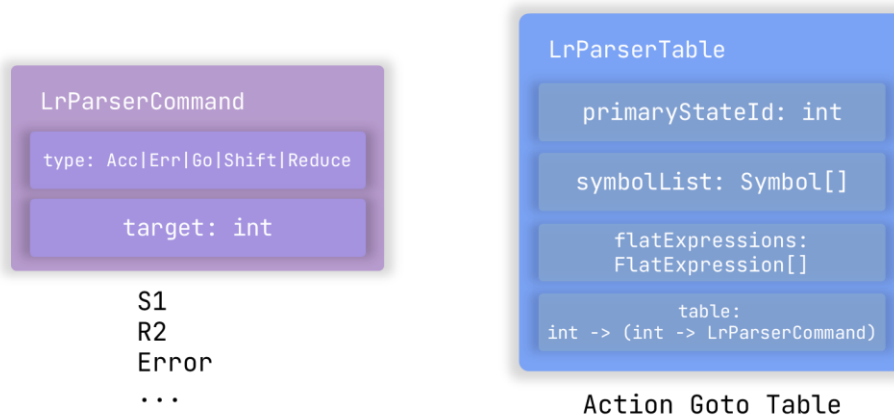 LrParserCommand
type: Acc|Err|Go|Shift|Reduce
target: int
S1
R2
Error
...
LrParserTable
primaryStateId: int
symbolList: Symbol[]
flatExpressions:
FlatExpression[]
table:
int -> (int -> LrParserCommand)
Action Goto Table